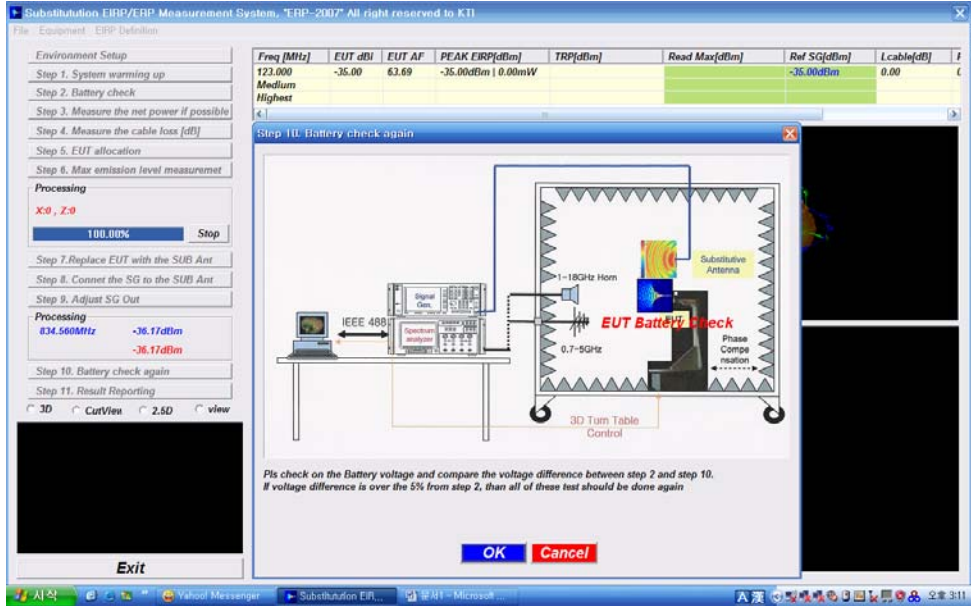 Substitutution EIRP/ERP Measurement System, "ERP-2007" All right reserved to KTI
File Equipment EIRP Definition
Environment Setup
Step 1. System warming up
Step 2. Battery check
Step 3. Measure the net power if possible
Step 4. Measure the cable loss [dB]
Step 5. EUT allocation
Step 6. Max emission level measuremet
Processing
X:0 , Z:0
100.00%
Stop
Step 7.Replace EUT with the SUB Ant
Step 8. Connet the SG to the SUB Ant
Step 9. Adjust SG Out
Processing
834.560MHz -36.17dBm
-36.17dBm
Step 10. Battery check again
Step 11. Result Reporting
3D CutView 2.5D view
Exit
Freq [MHz] EUT dBi EUT AF PEAK EIRP[dBm] TRP[dBm] Read Max[dBm] Ref SG[dBm] Lcable[dB]
123.000 -35.00 63.69 -35.00dBm | 0.00mW -35.00dBm 0.00
Medium
Highest
Step 10. Battery check again
Signal Gen.
Spectrum analyzer
IEEE 488
1-18GHz Horn
0.7-5GHz
Substitutive Antenna
EUT
EUT Battery Check
Phase Compe nsation
3D Turn Table Control
Pls check on the Battery voltage and compare the voltage difference between step 2 and step 10.
If voltage difference is over the 5% from step 2, than all of these test should be done again
OK
Cancel
시작
Yahoo! Messenger
Substitutution EIR...
문서1 - Microsoft ...
A 漢
오후 3:11